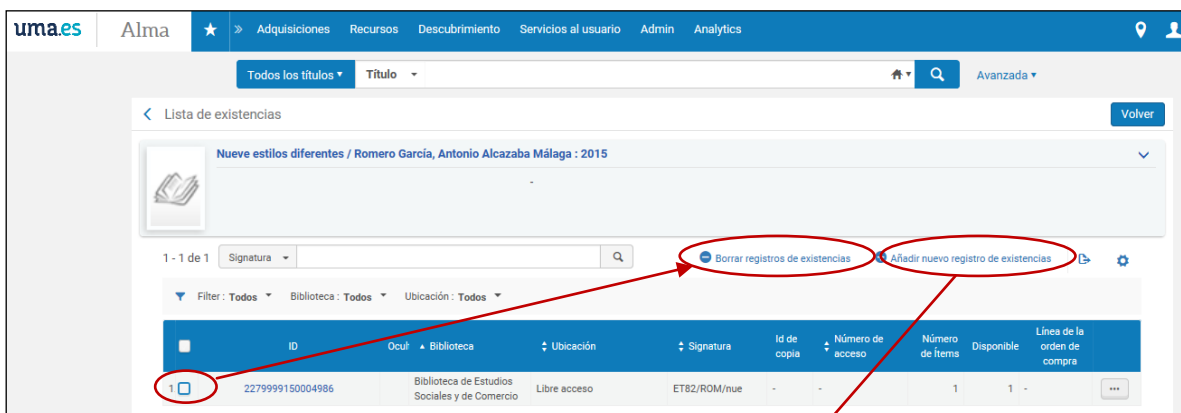 uma.es Alma Adquisiciones Recursos Descubrimiento Servicios al usuario Admin Analytics
Todos los títulos Título Avanzada
Lista de existencias Volver
Nueve estilos diferentes / Romero García, Antonio Alcazaba Málaga : 2015
-
1 - 1 de 1 Signatura Borrar registros de existencias Añadir nuevo registro de existencias
Filter : Todos Biblioteca : Todos Ubicación : Todos
ID Ocult Biblioteca Ubicación Signatura Id de copia Número de acceso Número de Ítems Disponible Línea de la orden de compra
1 2279999150004986 Biblioteca de Estudios Sociales y de Comercio Libre acceso ET82/ROM/nue - - 1 1 -